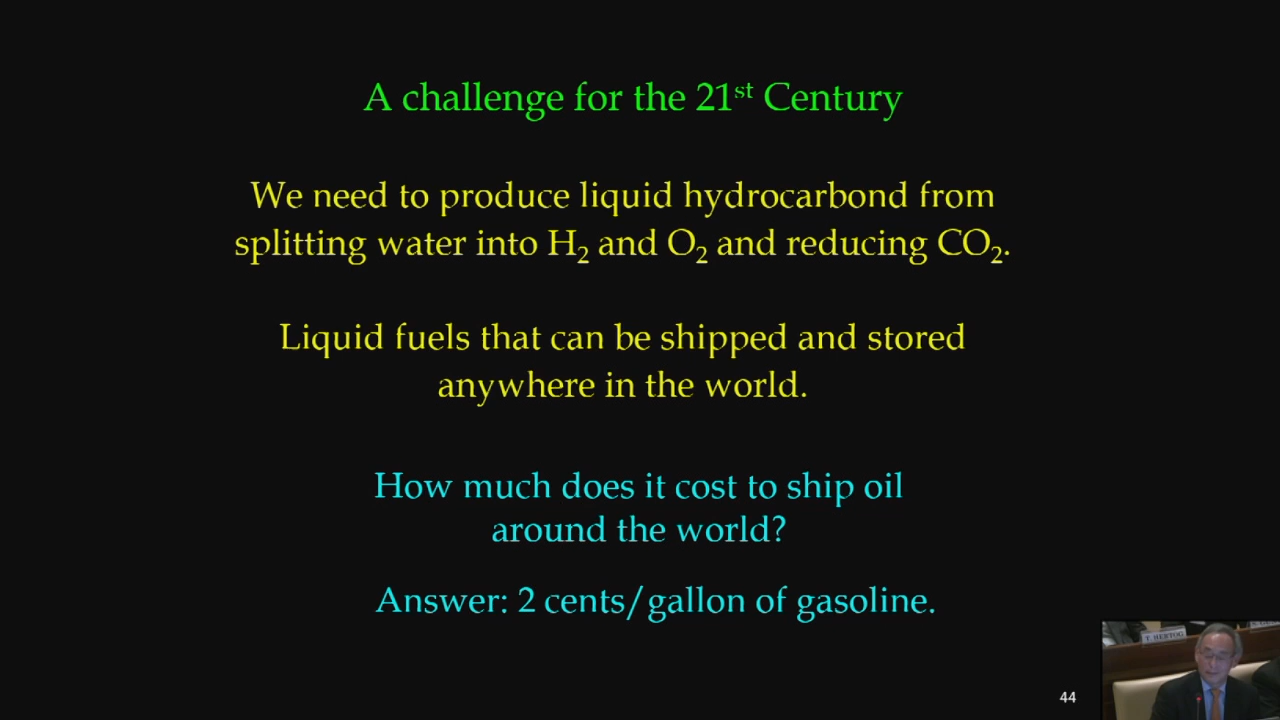 A challenge for the 21st Century
We need to produce liquid hydrocarbond from
splitting water into H₂ and O₂ and reducing CO₂.
Liquid fuels that can be shipped and stored
anywhere in the world.
How much does it cost to ship oil
around the world?
Answer: 2 cents/gallon of gasoline.
T. HERTOG
44